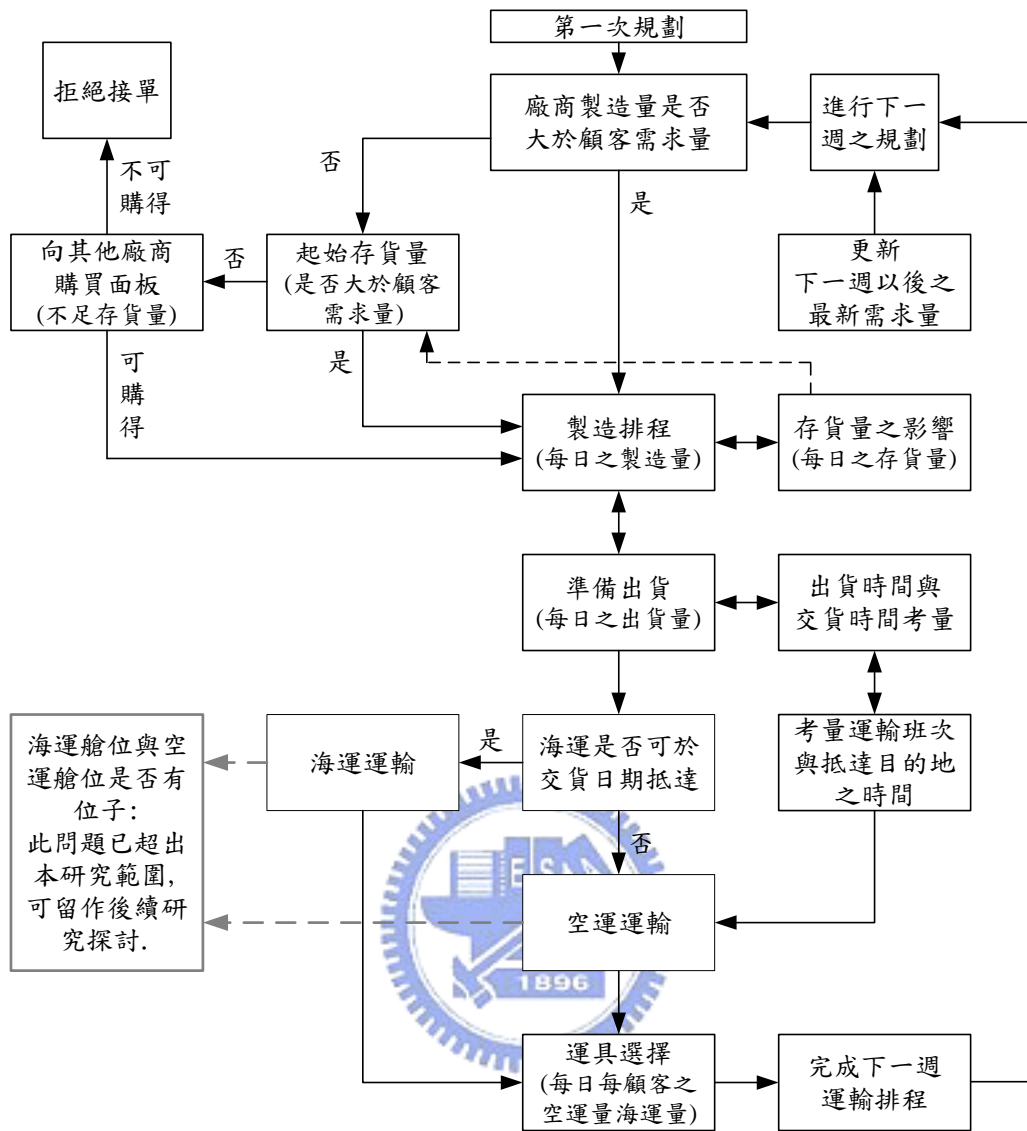 第一次規劃
拒絕接單
廠商製造量是否
大於顧客需求量
進行下一
週之規劃
否
不可
購得
是
向其他廠商
購買面板
(不足存貨量)
否
起始存貨量
(是否大於顧客
需求量)
更新
下一週以後之
最新需求量
可
購
得
是
製造排程
(每日之製造量)
存貨量之影響
(每日之存貨量)
準備出貨
(每日之出貨量)
出貨時間與
交貨時間考量
海運艙位與空
運艙位是否有
位子:
此問題已超出
本研究範圍,
可留作後續研
究探討.
海運運輸
是
海運是否可於
交貨日期抵達
考量運輸班次
與抵達目的地
之時間
否
ESA
空運運輸
1896
運具選擇
(每日每顧客之
空運量海運量)
完成下一週
運輸排程